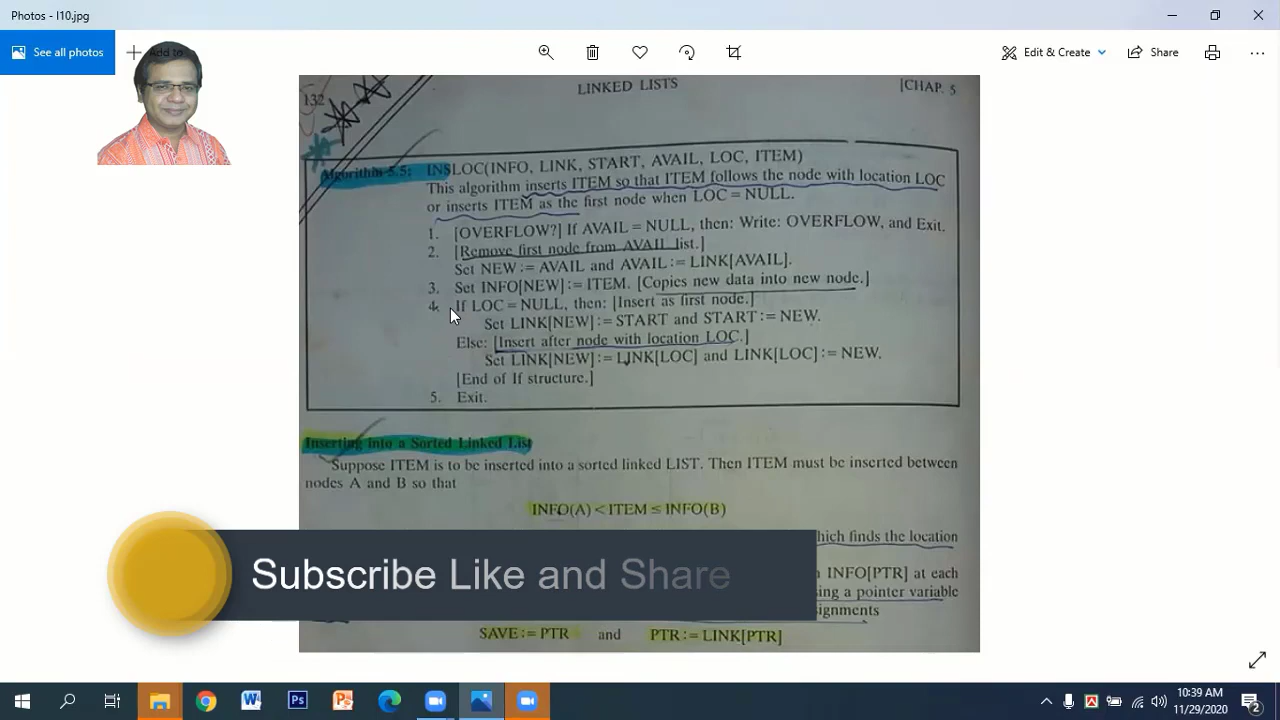 Photos - I10.jpg
See all photos
Add to
Edit & Create
Share
132
LINKED LISTS
[CHAP. 5
Algorithm 5.5: INSLOC(INFO, LINK, START, AVAIL, LOC, ITEM)
This algorithm inserts ITEM so that ITEM follows the node with location LOC
or inserts ITEM as the first node when LOC = NULL.
1. [OVERFLOW?] If AVAIL = NULL, then: Write: OVERFLOW, and Exit.
2. [Remove first node from AVAIL list.]
Set NEW := AVAIL and AVAIL := LINK[AVAIL].
3. Set INFO[NEW] := ITEM. [Copies new data into new node.]
4. If LOC = NULL, then: [Insert as first node.]
Set LINK[NEW] := START and START := NEW.
Else: [Insert after node with location LOC.]
Set LINK[NEW] := LINK[LOC] and LINK[LOC] := NEW.
[End of If structure.]
5. Exit.
Inserting into a Sorted Linked List
Suppose ITEM is to be inserted into a sorted linked LIST. Then ITEM must be inserted between
nodes A and B so that
INFO(A) < ITEM ≤ INFO(B)
hich finds the location
Subscribe Like and Share
INFO[PTR] at each
ing a pointer variable
ignments
SAVE := PTR and PTR := LINK[PTR]
10:39 AM
11/29/2020
2